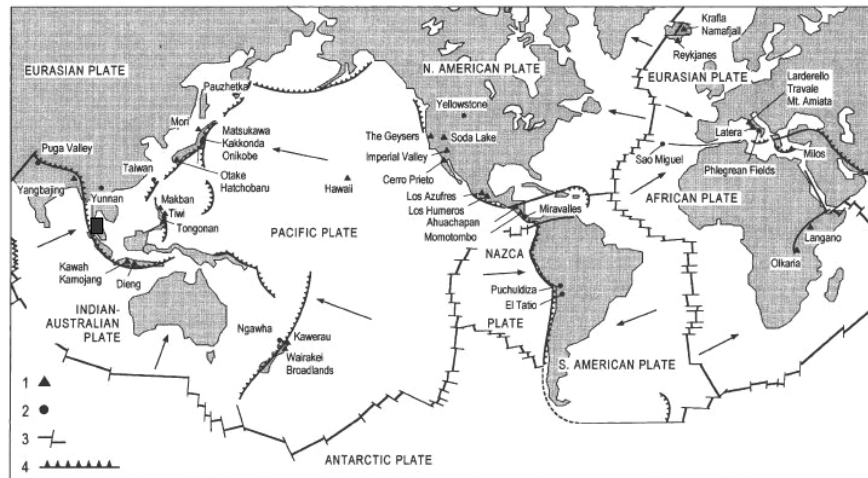 Krafla
Namafjall
Reykjanes
EURASIAN PLATE
N. AMERICAN PLATE
EURASIAN PLATE
Larderello
Travale
Mt. Amiata
Pauzhetka
Yellowstone
Mori
Matsukawa
Kakkonda
Onikobe
The Geysers
Soda Lake
Latera
Puga Valley
Imperial Valley
Sao Miguel
Milos
Taiwan
Otake
Hatchobaru
Cerro Prieto
Phlegrean Fields
Yangbajing
Hawaii
Yunnan
Makban
Tiwi
Tongonan
Los Azufres
Los Humeros
Ahuachapan
Momotombo
Miravalles
AFRICAN PLATE
PACIFIC PLATE
Langano
NAZCA
PLATE
Olkaria
Kawah
Kamojang
Dieng
Puchuldiza
El Tatio
INDIAN-
AUSTRALIAN
PLATE
Ngawha
Kawerau
Wairakei
Broadlands
S. AMERICAN PLATE
1
2
3
4
ANTARCTIC PLATE